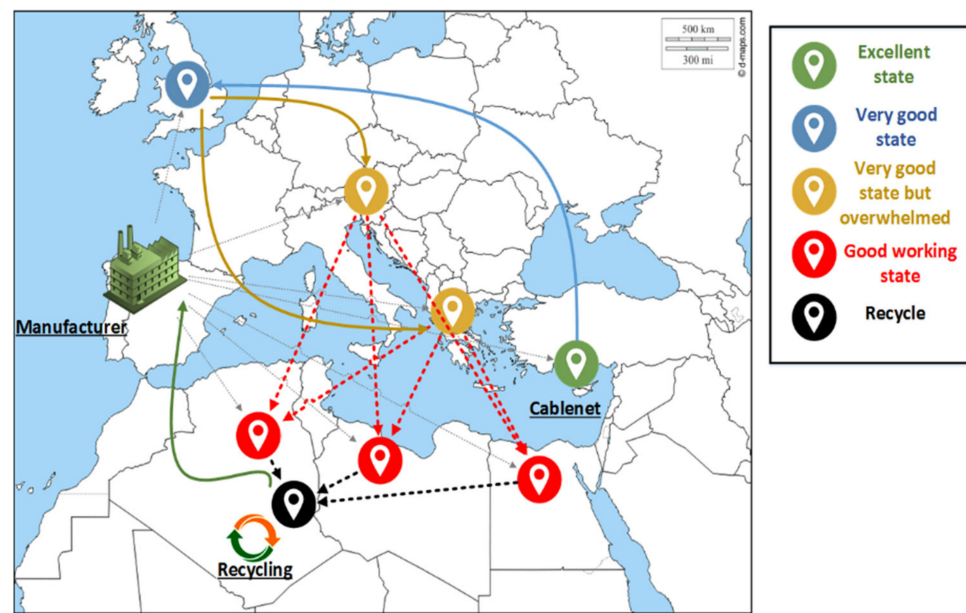 500 km
300 mi
© d-maps.com
Manufacturer
Cablenet
Recycling
Excellent
state
Very good
state
Very good
state but
overwhelmed
Good working
state
Recycle